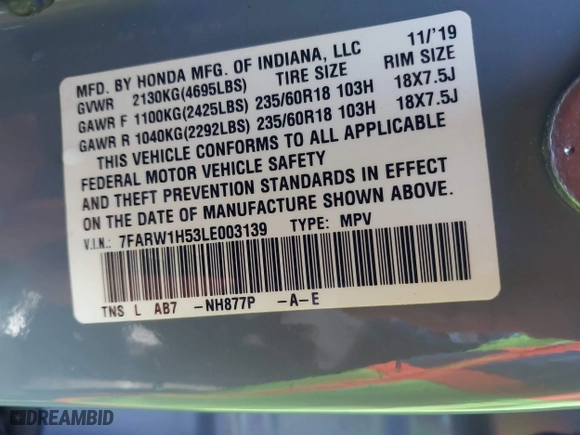 MFD. BY HONDA MFG. OF INDIANA, LLC 11/'19
GVWR 2130KG(4695LBS) TIRE SIZE RIM SIZE
GAWR F 1100KG(2425LBS) 235/60R18 103H 18X7.5J
GAWR R 1040KG(2292LBS) 235/60R18 103H 18X7.5J
THIS VEHICLE CONFORMS TO ALL APPLICABLE
FEDERAL MOTOR VEHICLE SAFETY
AND THEFT PREVENTION STANDARDS IN EFFECT
ON THE DATE OF MANUFACTURE SHOWN ABOVE.
V.I.N.: 7FARW1H53LE003139 TYPE: MPV
TNS L AB7 -NH877P -A-E
DREAMBID